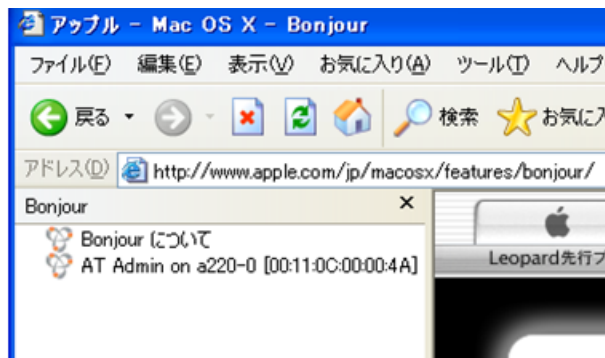 アップル - Mac OS X - Bonjour
ファイル(F) 編集(E) 表示(V) お気に入り(A) ツール(T) ヘルプ
戻る 検索 お気に入
アドレス(D) http://www.apple.com/jp/macosx/features/bonjour/
Bonjour
Bonjour について
AT Admin on a220-0 [00:11:0C:00:00:4A]
Leopard先行プ